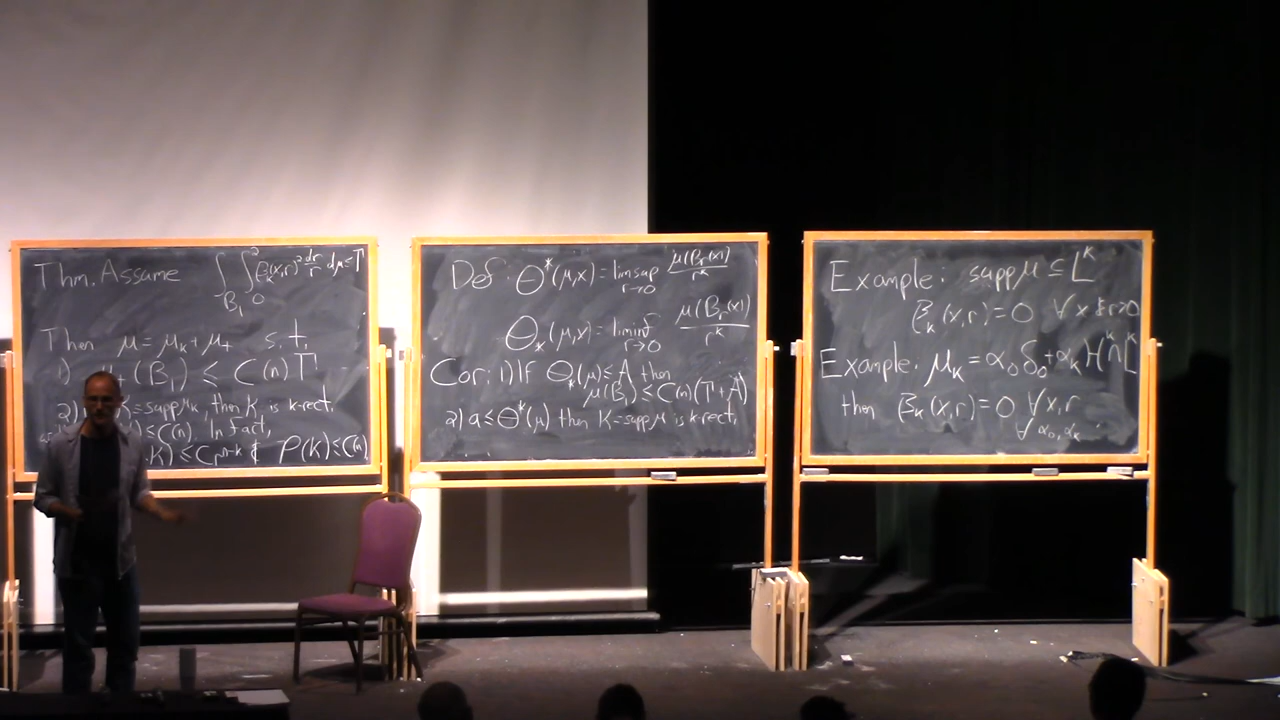 Thm. Assume ∫_{B_1} ∫_0^2 β_k(x,r)^2 dr/r dμ ≤ Γ
Then μ = μ_k + μ_+ s.t.
1) +(B_1) ≤ C(n) Γ
2) K = supp μ_k, then K is k-rect.
) ≤ C(n). In fact,
K) ≤ C r^{n-k} & P(K) ≤ C(n)
Def: Θ^*(μ,x) = limsup_{r→0} μ(B_r(x))/r^k
Θ_*(μ,x) = liminf_{r→0} μ(B_r(x))/r^k
Cor: 1) If Θ_*(μ) ≤ A then
μ(B_1) ≤ C(n)(Γ + A)
2) a ≤ Θ^*(μ) then K = supp μ is k-rect.
Example: supp μ ⊆ L^k
β_k(x,r) = 0 ∀ x & r>0
Example. μ_k = α_0 δ_0 + α_k H^k ∩ L^k
then β_k(x,r) = 0 ∀ x,r
∀ α_0, α_k